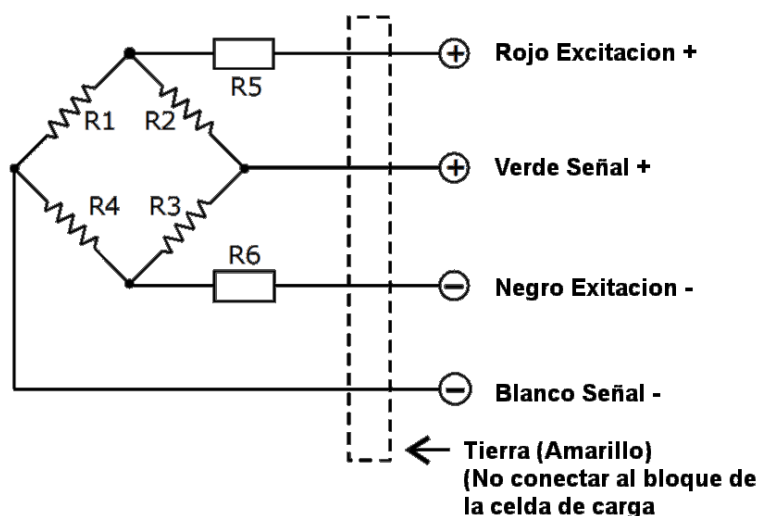 Rojo Excitacion +
R5
R1
R2
Verde Señal +
R4
R3
R6
Negro Exitacion -
Blanco Señal -
Tierra (Amarillo)
(No conectar al bloque de
la celda de carga